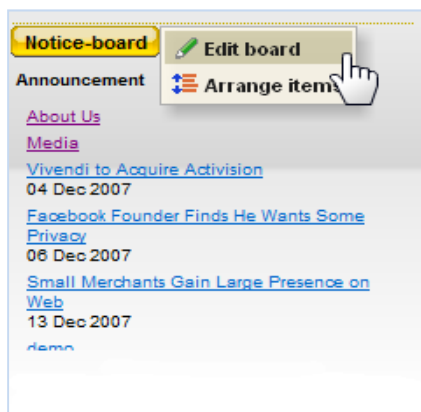 Notice-board
Edit board
Announcement
Arrange items
About Us
Media
Vivendi to Acquire Activision
04 Dec 2007
Facebook Founder Finds He Wants Some
Privacy
06 Dec 2007
Small Merchants Gain Large Presence on
Web
13 Dec 2007
demo